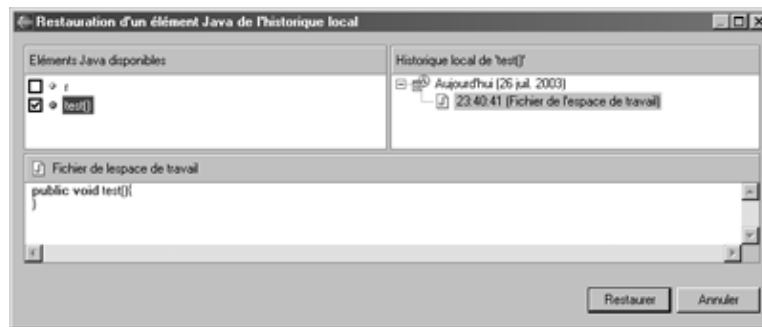 Restauration d'un élément Java de l'historique local
Eléments Java disponibles
r
test()
Historique local de 'test()'
Aujourd'hui (26 juil. 2003)
23:40:41 (Fichier de l'espace de travail)
Fichier de lespace de travail
public void test(){
}
Restaurer
Annuler